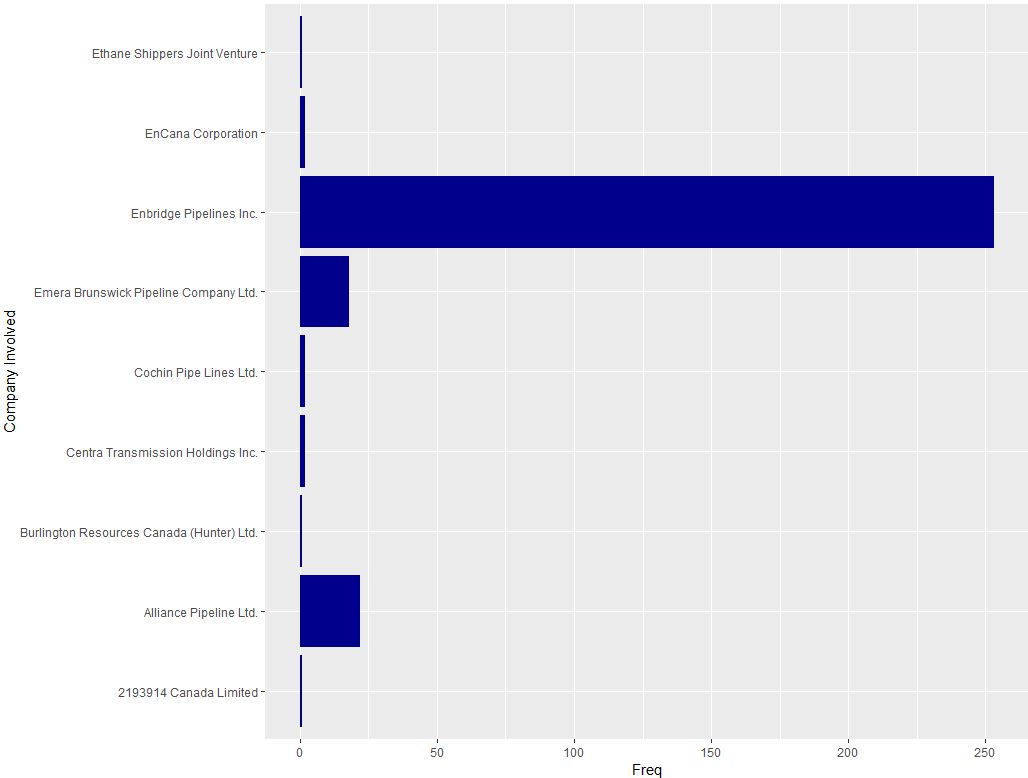 Ethane Shippers Joint Venture
EnCana Corporation
Enbridge Pipelines Inc.
Emera Brunswick Pipeline Company Ltd.
Cochin Pipe Lines Ltd.
Centra Transmission Holdings Inc.
Burlington Resources Canada (Hunter) Ltd.
Alliance Pipeline Ltd.
2193914 Canada Limited
Company Involved
0 50 100 150 200 250
Freq